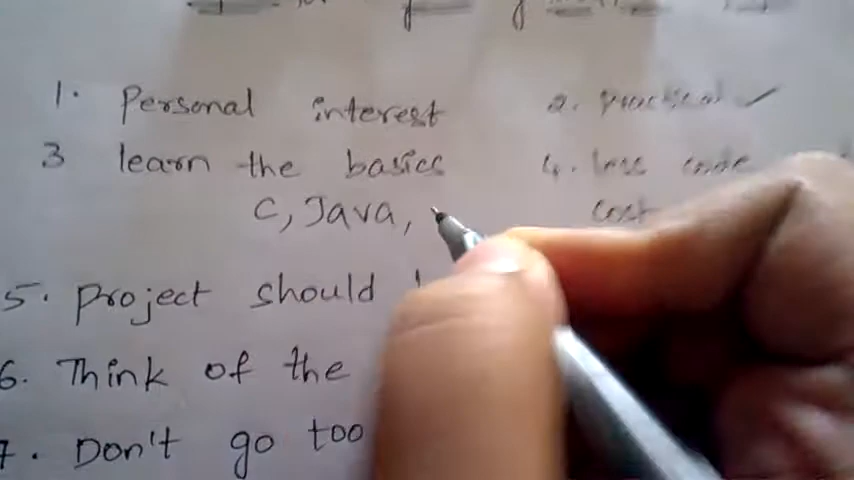 1. Personal interest 2. practical ✓
3 learn the basics 4. less code
C, Java, cost
5. project should
6. Think of the
7. Don't go too